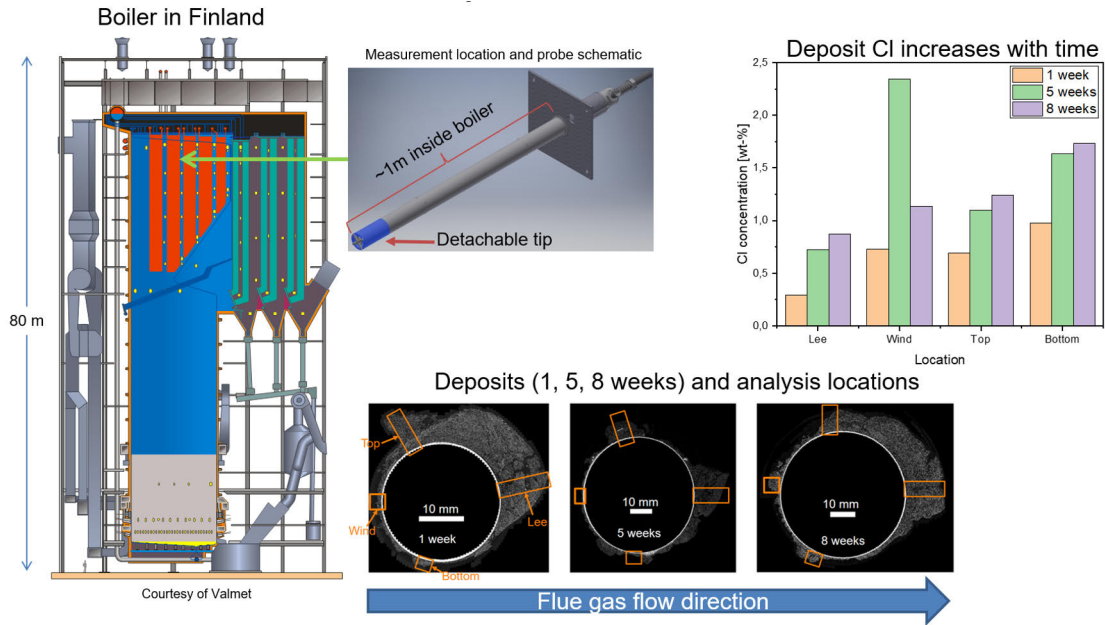 Boiler in Finland
80 m
Courtesy of Valmet
Measurement location and probe schematic
~1m inside boiler
Detachable tip
Deposit Cl increases with time
Cl concentration [wt-%]
2,5
2,0
1,5
1,0
0,5
0,0
1 week
5 weeks
8 weeks
Lee
Wind
Top
Bottom
Location
Deposits (1, 5, 8 weeks) and analysis locations
Top
Wind
10 mm
1 week
Lee
Bottom
10 mm
5 weeks
10 mm
8 weeks
Flue gas flow direction